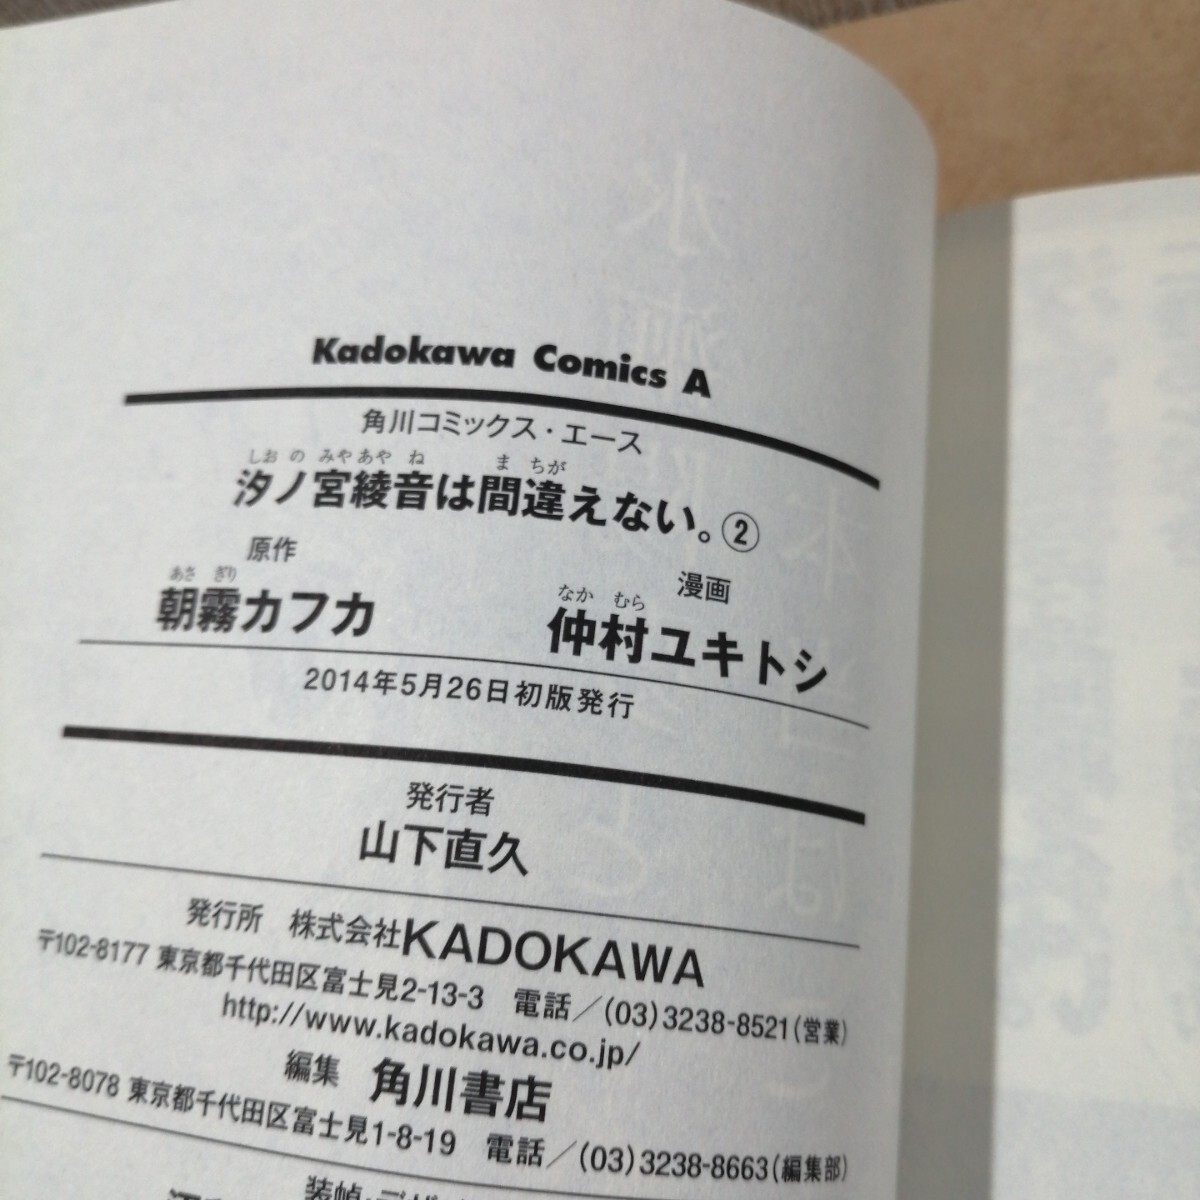 Kadokawa Comics A
角川コミックス・エース
しおのみやあやね まちが
汐ノ宮綾音は間違えない。②
原作
漫画
あさぎり
朝霧カフカ
なかむら
仲村ユキトシ
2014年5月26日初版発行
発行者
山下直久
発行所 株式会社KADOKAWA
〒102-8177 東京都千代田区富士見2-13-3 電話/(03)3238-8521(営業)
http://www.kadokawa.co.jp/
編集 角川書店
〒102-8078 東京都千代田区富士見1-8-19 電話/(03)3238-8663(編集部)
装幀・デザ